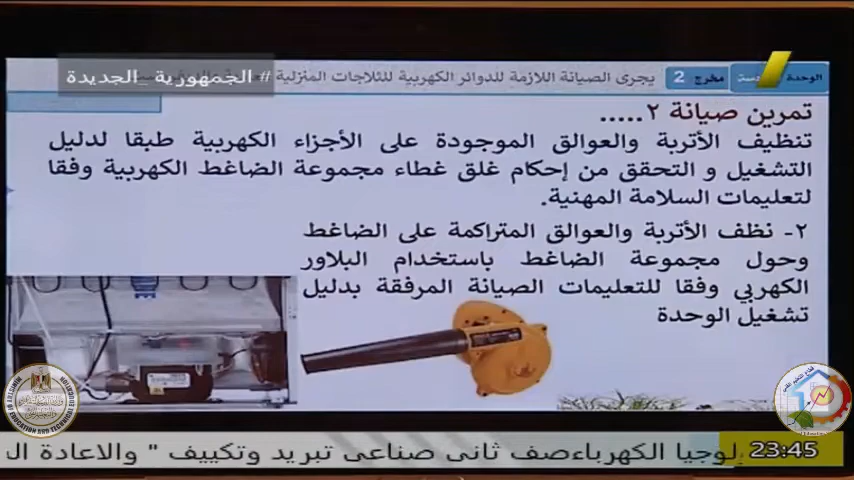 # الجمهورية_الجديدة
الوحدة
مخرج 2
يجرى الصيانة اللازمة للدوائر الكهربية للثلاجات المنزلية
تمرين صيانة ٢.....
تنظيف الأتربة والعوالق الموجودة على الأجزاء الكهربية طبقا لدليل
التشغيل و التحقق من إحكام غلق غطاء مجموعة الضاغط الكهربية وفقا
لتعليمات السلامة المهنية.
٢- نظف الأتربة والعوالق المتراكمة على الضاغط
وحول مجموعة الضاغط باستخدام البلاور
الكهربي وفقا للتعليمات الصيانة المرفقة بدليل
تشغيل الوحدة
لوجيا الكهرباءصف ثانى صناعى تبريد وتكييف " والاعادة
23:45